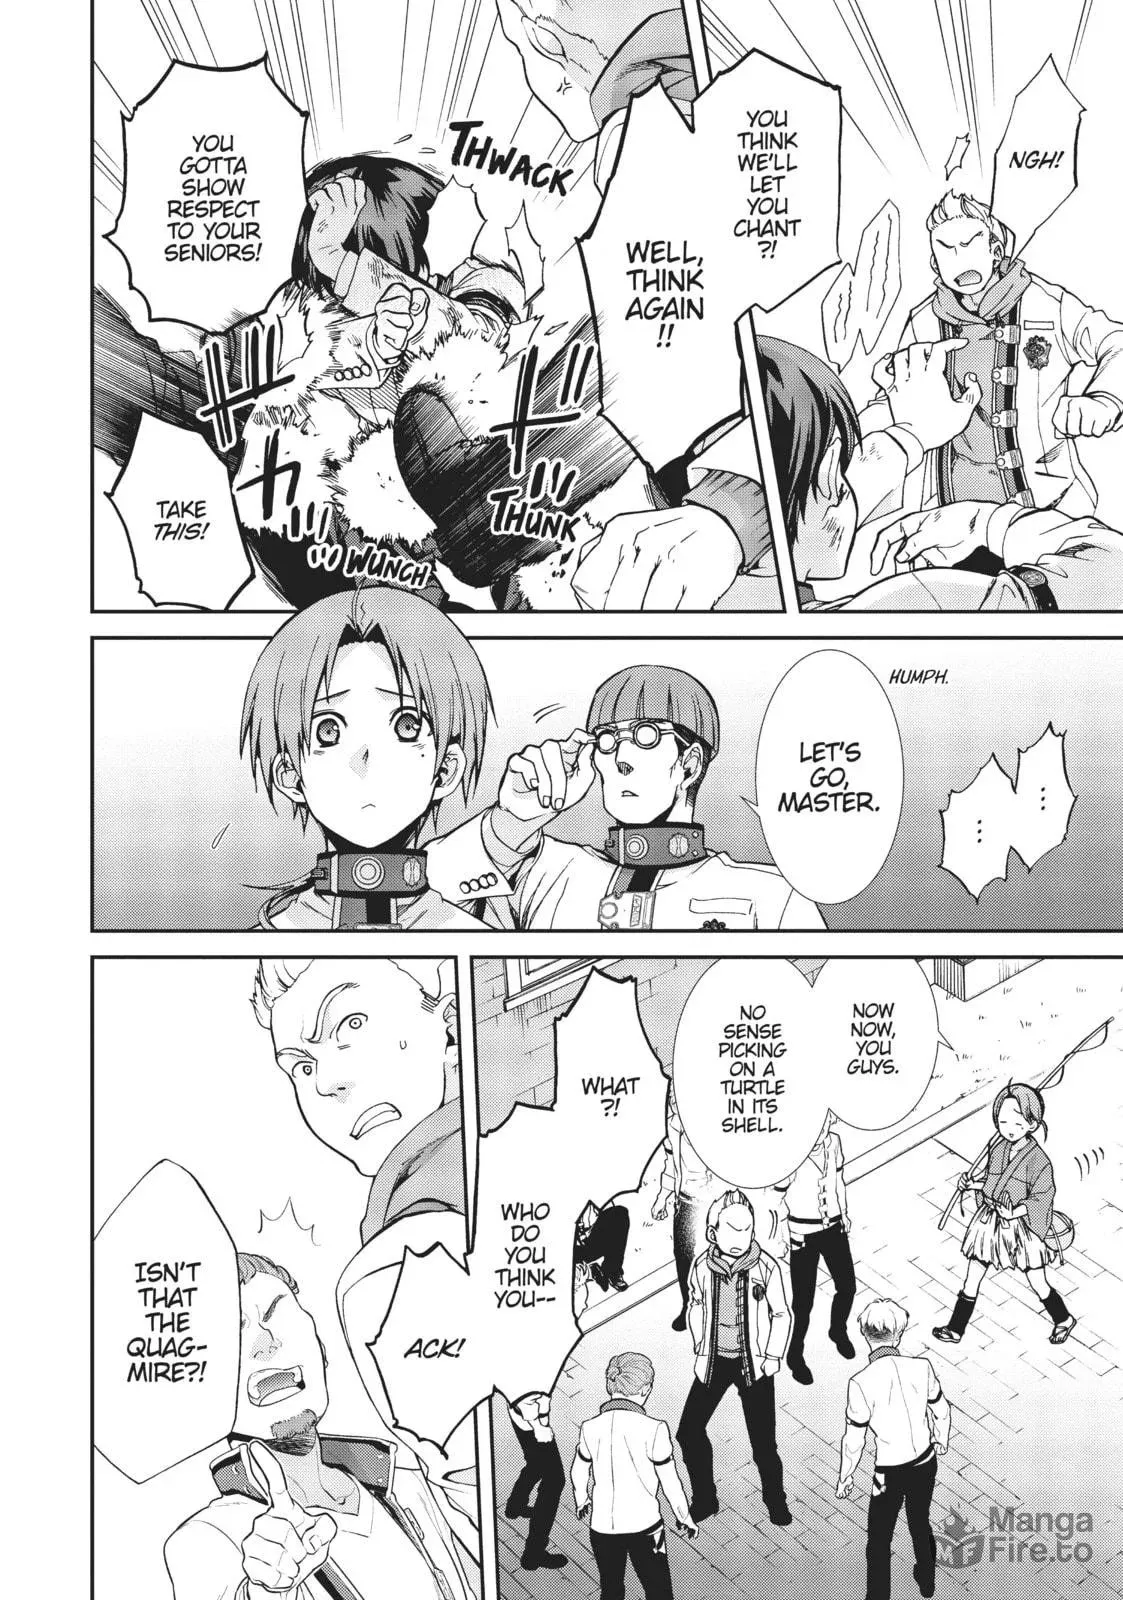 NGH!
YOU
THINK
WE'LL
LET
YOU
CHANT
?!
WELL,
THINK
AGAIN
!!
THWACK
YOU
GOTTA
SHOW
RESPECT
TO YOUR
SENIORS!
THUNK
WUNCH
TAKE
THIS!
HUMPH.
...
...
LET'S
GO,
MASTER.
NOW
NOW,
YOU
GUYS.
NO
SENSE
PICKING
ON A
TURTLE
IN ITS
SHELL.
WHAT
?!
WHO
DO
YOU
THINK
YOU--
ACK!
ISN'T
THAT
THE
QUAG-
MIRE?!
Manga
Fire.to
MF